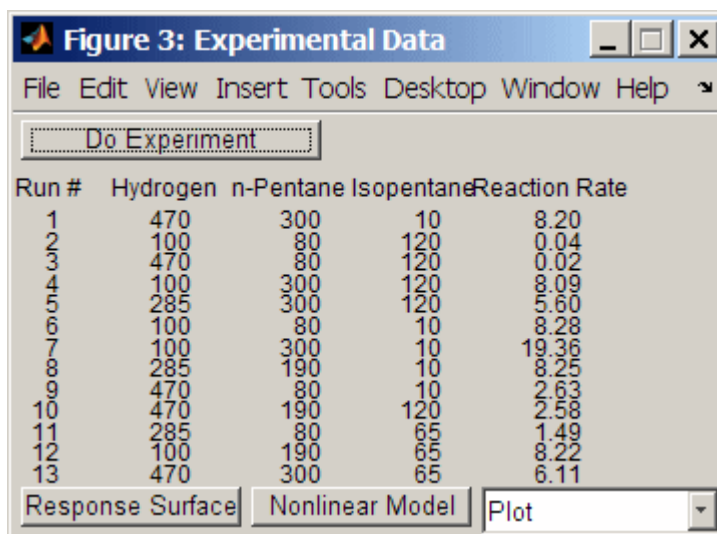 Figure 3: Experimental Data
File Edit View Insert Tools Desktop Window Help
Do Experiment
Run # Hydrogen n-Pentane Isopentane Reaction Rate
1 470 300 10 8.20
2 100 80 120 0.04
3 470 80 120 0.02
4 100 300 120 8.09
5 285 300 120 5.60
6 100 80 10 8.28
7 100 300 10 19.36
8 285 190 10 8.25
9 470 80 10 2.63
10 470 190 120 2.58
11 285 80 65 1.49
12 100 190 65 8.22
13 470 300 65 6.11
Response Surface Nonlinear Model Plot